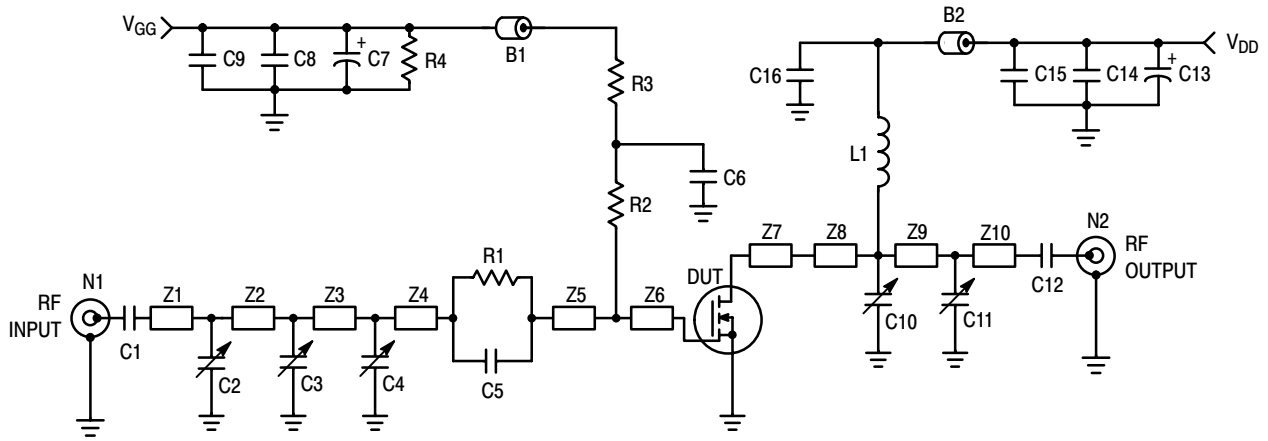 VGG
C9
C8
+
C7
R4
B1
R3
C6
R2
B2
VDD
C16
C15
C14
+
C13
L1
N1
RF
INPUT
C1
Z1
Z2
Z3
Z4
R1
C5
Z5
Z6
C2
C3
C4
DUT
Z7
Z8
Z9
Z10
C10
C11
C12
N2
RF
OUTPUT